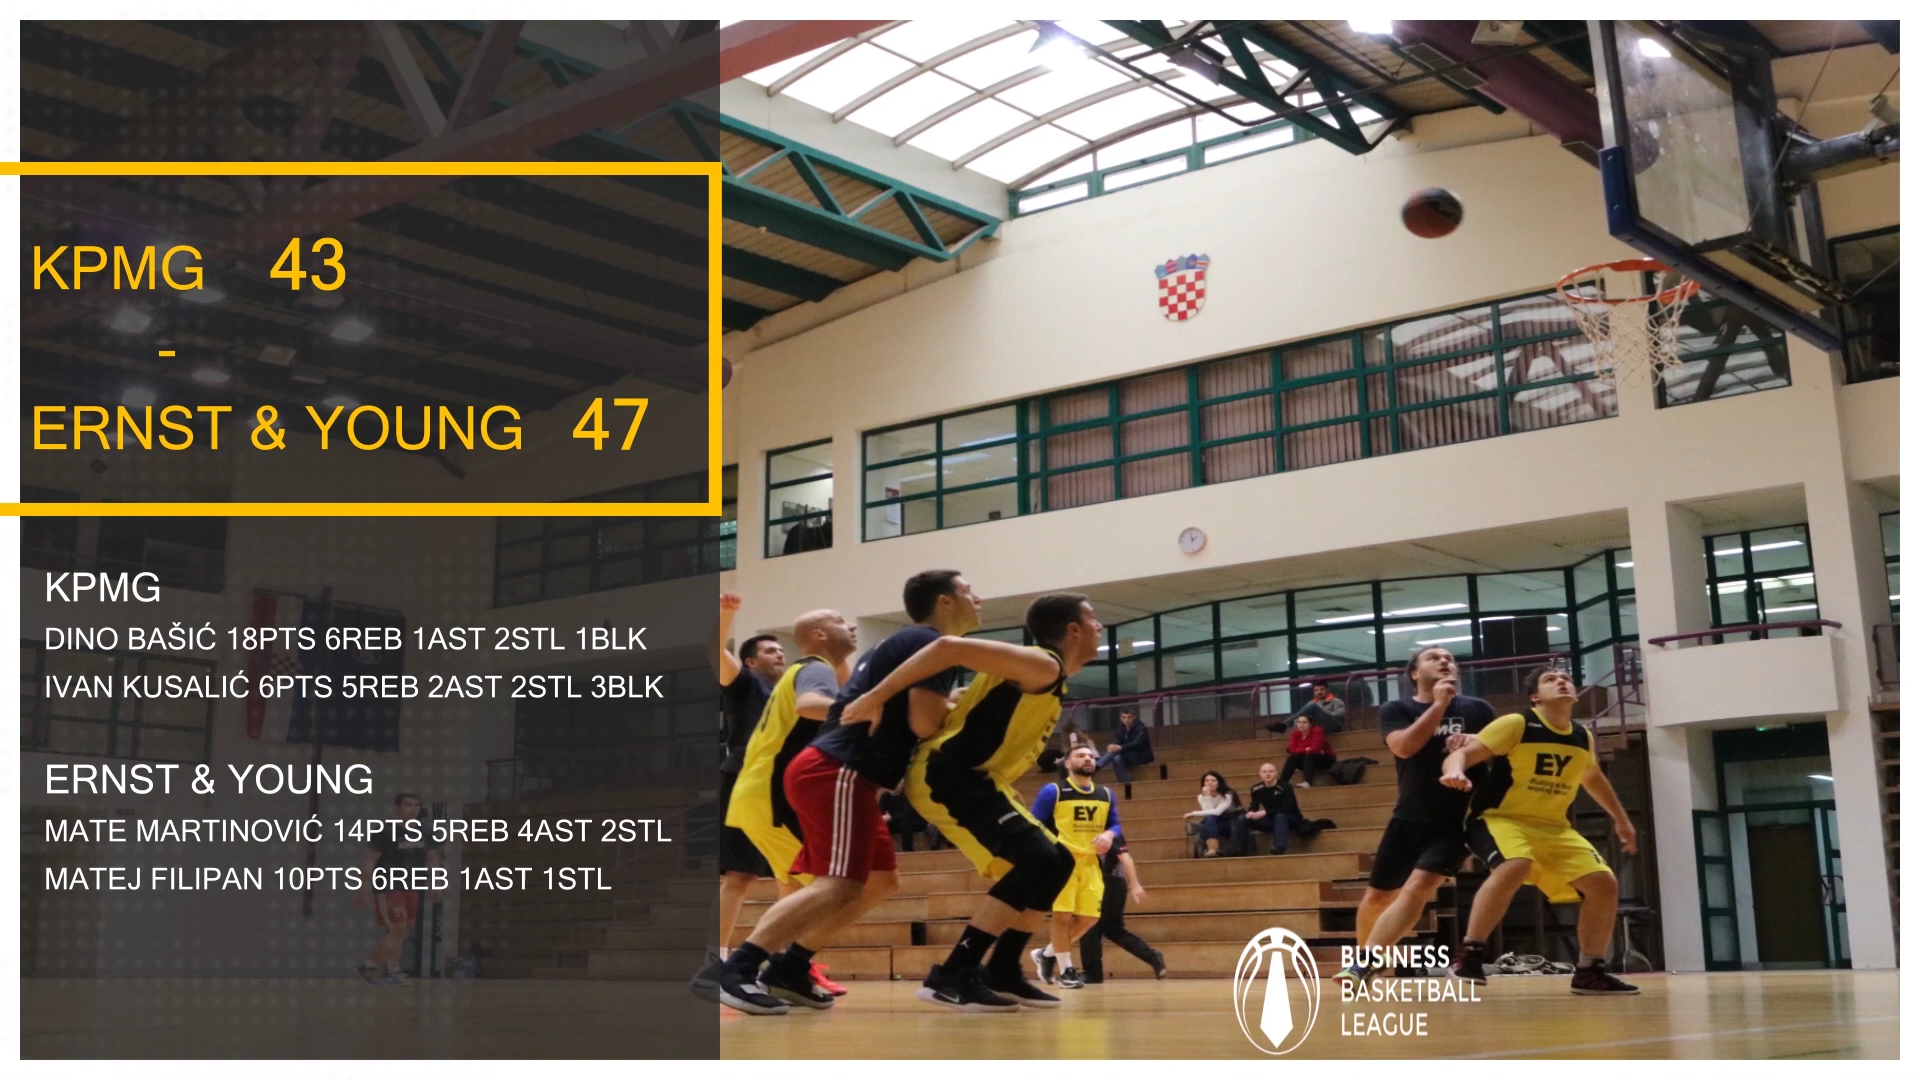 KPMG 43
-
ERNST & YOUNG 47
KPMG
DINO BAŠIĆ 18PTS 6REB 1AST 2STL 1BLK
IVAN KUSALIĆ 6PTS 5REB 2AST 2STL 3BLK
ERNST & YOUNG
MATE MARTINOVIĆ 14PTS 5REB 4AST 2STL
MATEJ FILIPAN 10PTS 6REB 1AST 1STL
EY
MG
EY
BUSINESS
BASKETBALL
LEAGUE